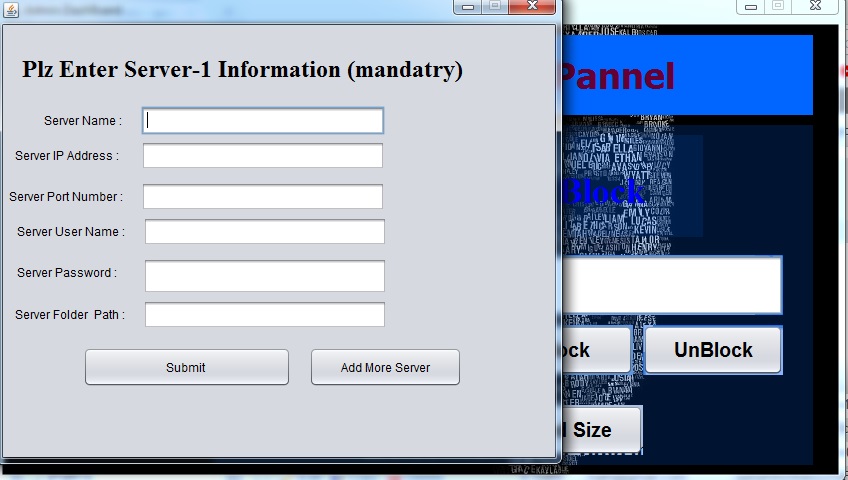 Plz Enter Server-1 Information (mandatry)
Server Name :
Server IP Address :
Server Port Number :
Server User Name :
Server Password :
Server Folder Path :
Submit
Add More Server
Pannel
Block
ock
UnBlock
l Size